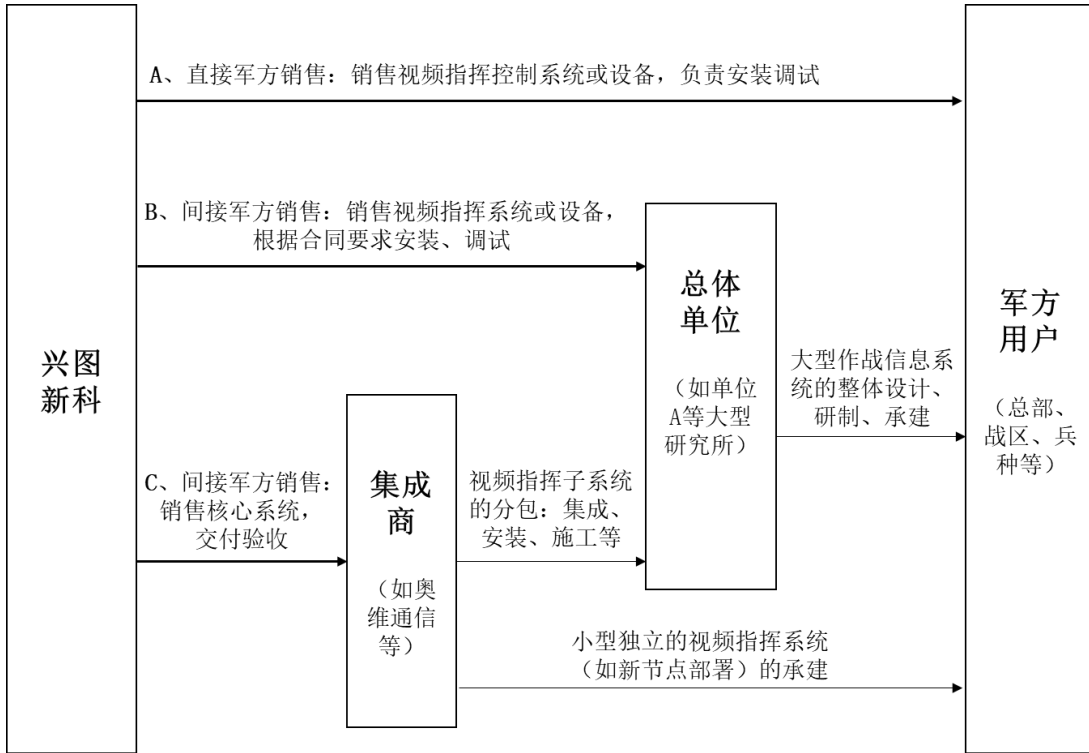 A、直接军方销售：销售视频指挥控制系统或设备，负责安装调试
B、间接军方销售：销售视频指挥系统或设备，
根据合同要求安装、调试
兴图
新科
C、间接军方销售：
销售核心系统，
交付验收
集成
商
（如奥
维通信
等）
视频指挥子系统
的分包：集成、
安装、施工等
总体
单位
（如单位
A等大型
研究所）
大型作战信息系
统的整体设计、
研制、承建
小型独立的视频指挥系统
（如新节点部署）的承建
军方
用户
（总部、
战区、兵
种等）